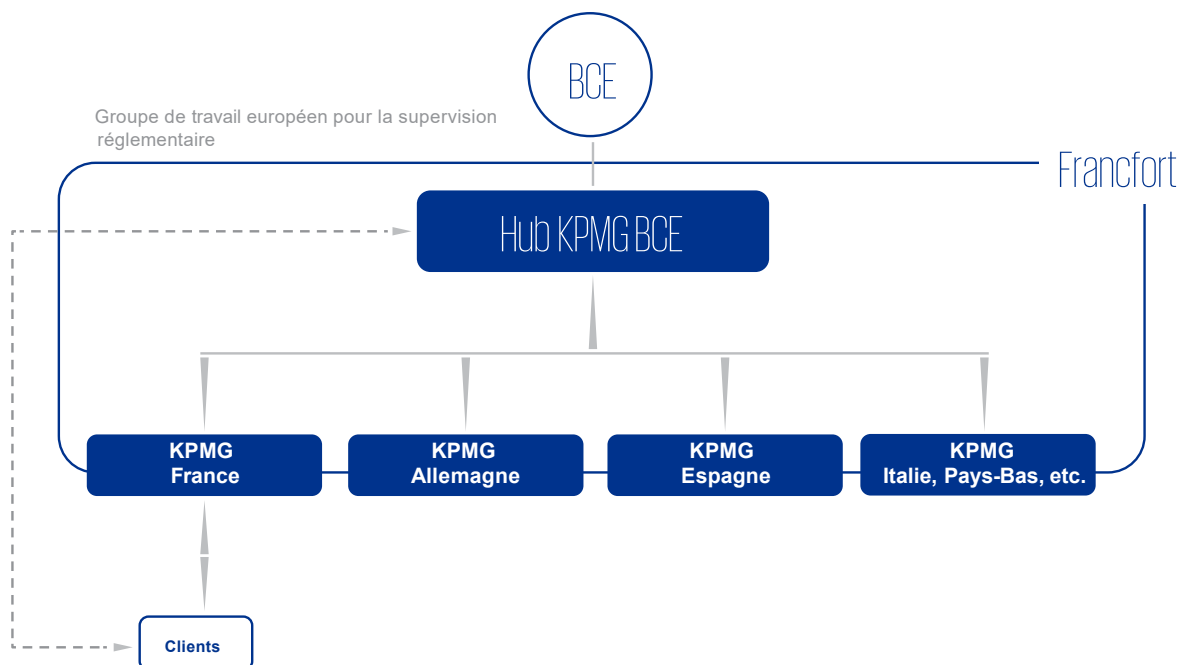 BCE
Groupe de travail européen pour la supervision
réglementaire
Francfort
Hub KPMG BCE
KPMG
France
KPMG
Allemagne
KPMG
Espagne
KPMG
Italie, Pays-Bas, etc.
Clients